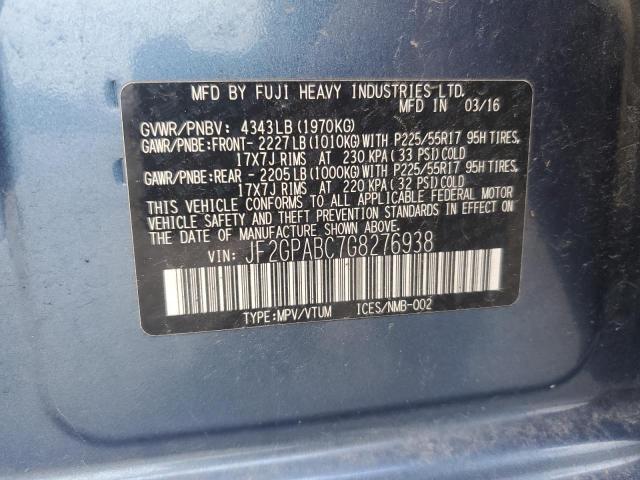 MFD BY FUJI HEAVY INDUSTRIES LTD.
MFD IN 03/16
GVWR/PNBV: 4343LB(1970KG)
GAWR/PNBE:FRONT- 2227LB(1010KG)WITH P225/55R17 95H TIRES,
17X7J RIMS AT 230 KPA(33 PSI)COLD
GAWR/PNBE:REAR - 2205LB(1000KG)WITH P225/55R17 95H TIRES,
17X7J RIMS AT 220 KPA(32 PSI)COLD
THIS VEHICLE CONFORMS TO ALL APPLICABLE FEDERAL MOTOR
VEHICLE SAFETY AND THEFT PREVENTION STANDARDS IN EFFECT ON
THE DATE OF MANUFACTURE SHOWN ABOVE.
VIN: JF2GPABC7G8276938
TYPE:MPV/VTUM ICES/NMB-002